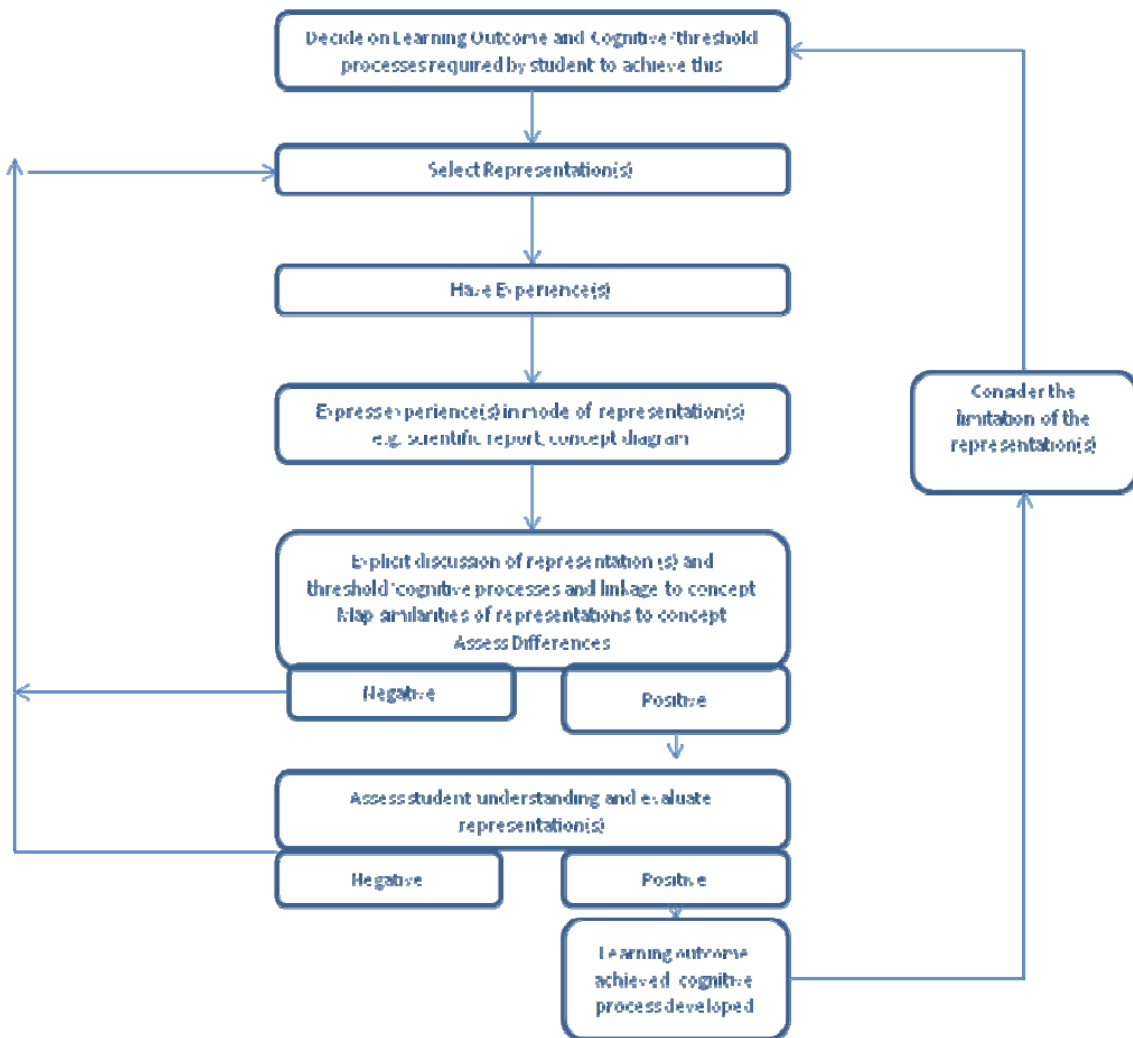 Decide on Learning Outcome and Cognitive/threshold
processes required by student to achieve this
Select Representation(s)
Have Experience(s)
Express experience(s) in mode of representation(s)
e.g. scientific report, concept diagram
Explicit discussion of representation (s) and
threshold/cognitive processes and linkage to concept
Map similarities of representations to concept
Assess Differences
Negative
Positive
Assess student understanding and evaluate
representation(s)
Negative
Positive
Learning outcome
achieved cognitive
process developed
Consider the
limitation of the
representation(s)